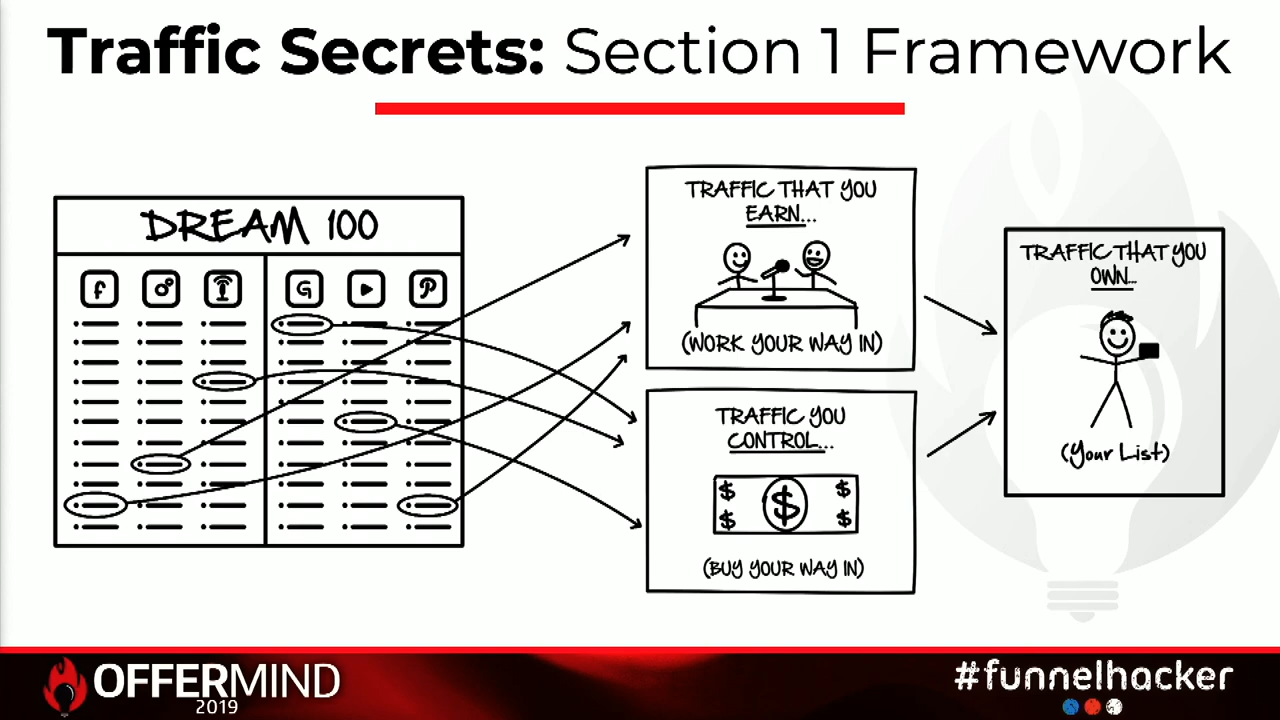 Traffic Secrets: Section 1 Framework
DREAM 100
TRAFFIC THAT YOU
EARN...
(WORK YOUR WAY IN)
TRAFFIC YOU
CONTROL...
$ $ $ $ $
(BUY YOUR WAY IN)
TRAFFIC THAT YOU
OWN...
(Your List)
OFFERMIND
2019
#funnelhacker